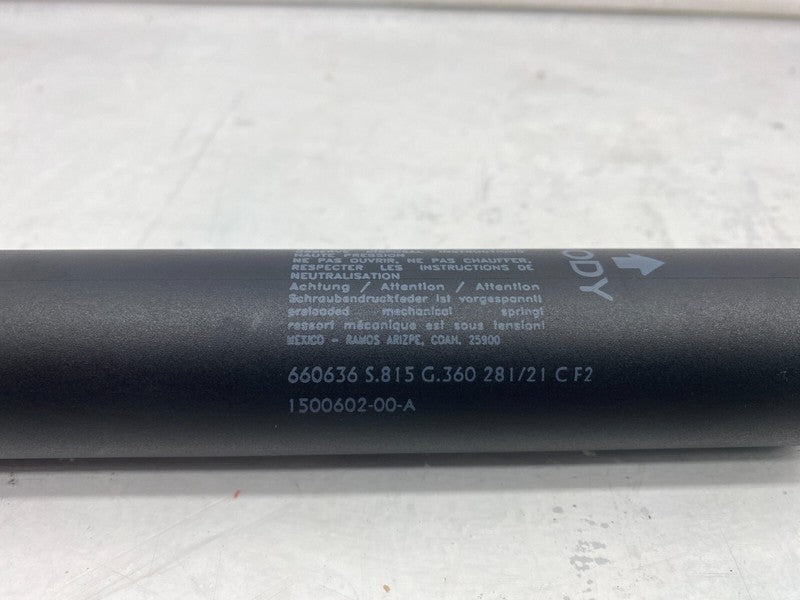 INSTRUCTIONS
HAUTE PRESSION
NE PAS OUVRIR, NE PAS CHAUFFER,
RESPECTER LES INSTRUCTIONS DE
NEUTRALISATION
Achtung / Attention / Attention
Schraubendruckfeder ist vorgespannt!
preloaded mechanical spring!
ressort mécanique est sous tension!
MEXICO - RAMOS ARIZPE, COAH. 25900
660636 S.815 G.360 281/21 C F2
1500602-00-A
ODY